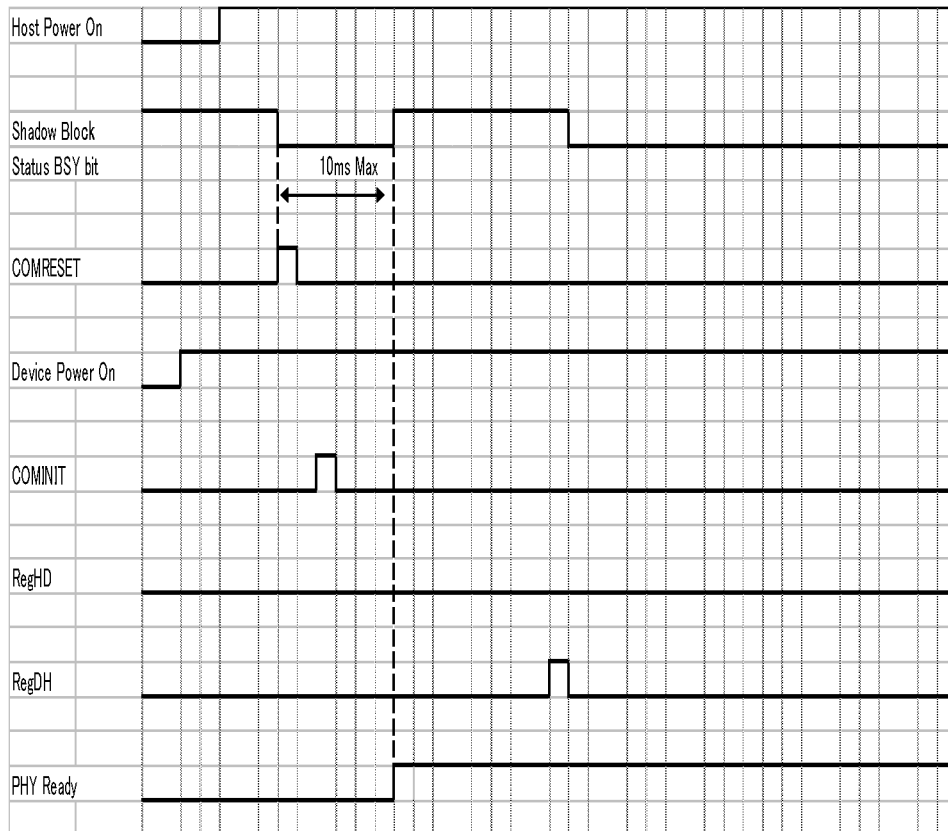 Host Power On
Shadow Block
Status BSY bit
10ms Max
COMRESET
Device Power On
COMINIT
RegHD
RegDH
PHY Ready